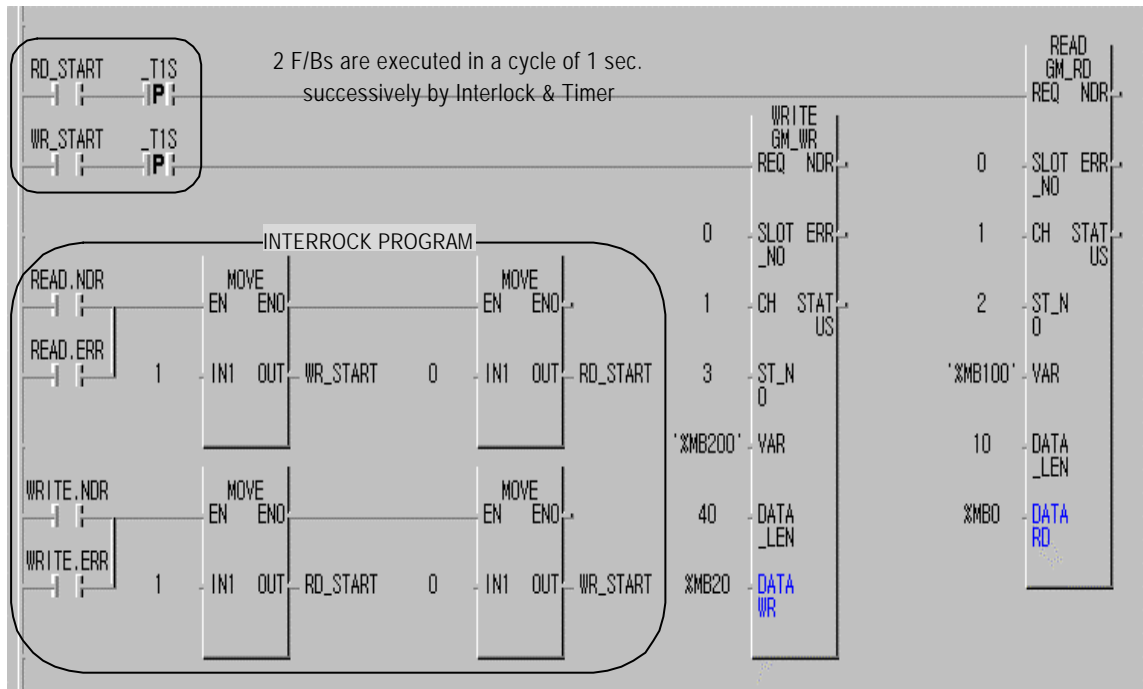 2 F/Bs are executed in a cycle of 1 sec.
successively by Interlock & Timer
RD_START _T1S
P
WR_START _T1S
P
READ
GM_RD
REQ NDR
0 SLOT ERR
_NO
1 CH STAT
US
2 ST_N
O
'%MB100' VAR
10 DATA
_LEN
%MB0 DATA
RD
WRITE
GM_WR
REQ NDR
0 SLOT ERR
_NO
1 CH STAT
US
3 ST_N
O
'%MB200' VAR
40 DATA
_LEN
%MB20 DATA
WR
INTERROCK PROGRAM
READ.NDR MOVE MOVE
EN ENO EN ENO
READ.ERR
1 IN1 OUT WR_START 0 IN1 OUT RD_START
WRITE.NDR MOVE MOVE
EN ENO EN ENO
WRITE.ERR
1 IN1 OUT RD_START 0 IN1 OUT WR_START